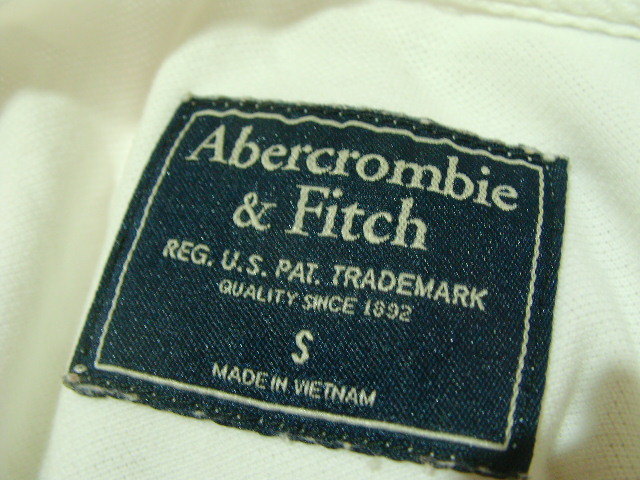 Abercrombie
& Fitch
REG. U.S. PAT. TRADEMARK
QUALITY SINCE 1892
S
MADE IN VIETNAM